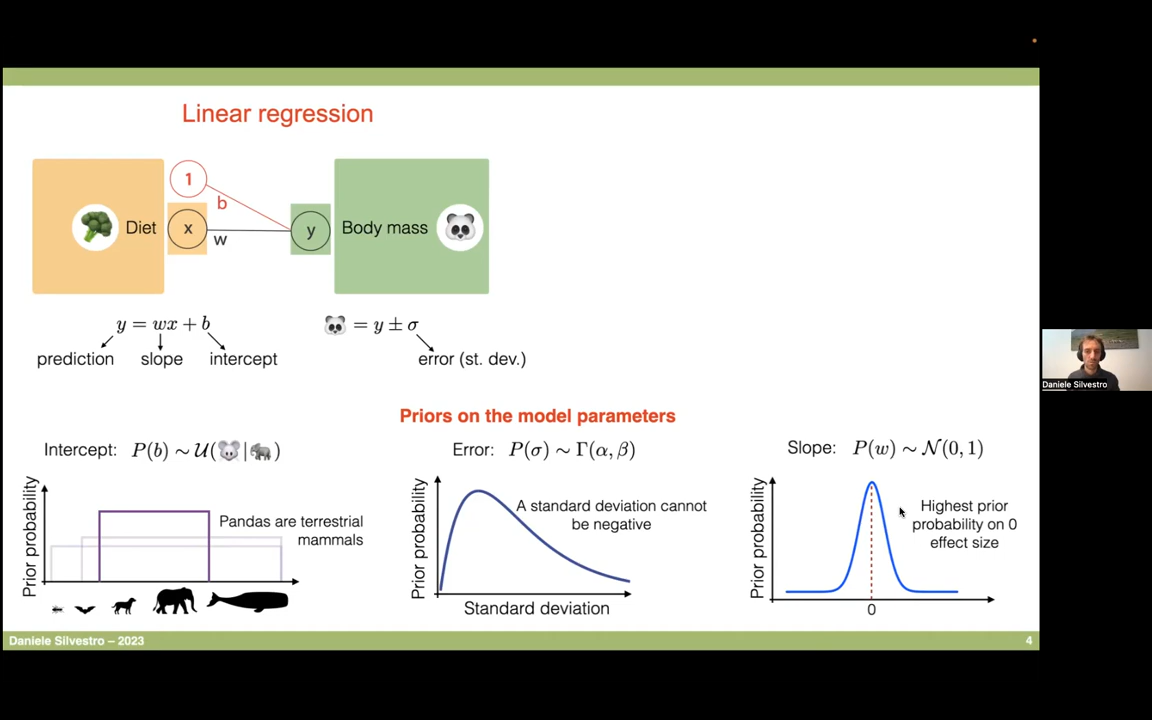 Linear regression
1
b
Diet
x
w
y
Body mass
y = wx + b
🐼 = y ± σ
prediction
slope
intercept
error (st. dev.)
Priors on the model parameters
Intercept: P(b) ~ 𝒰(🐭|🐘)
Prior probability
Pandas are terrestrial
mammals
Error: P(σ) ~ Γ(α, β)
Prior probability
A standard deviation cannot
be negative
Standard deviation
Slope: P(w) ~ 𝒩(0, 1)
Prior probability
Highest prior
probability on 0
effect size
0
Daniele Silvestro – 2023
4
Daniele Silvestro